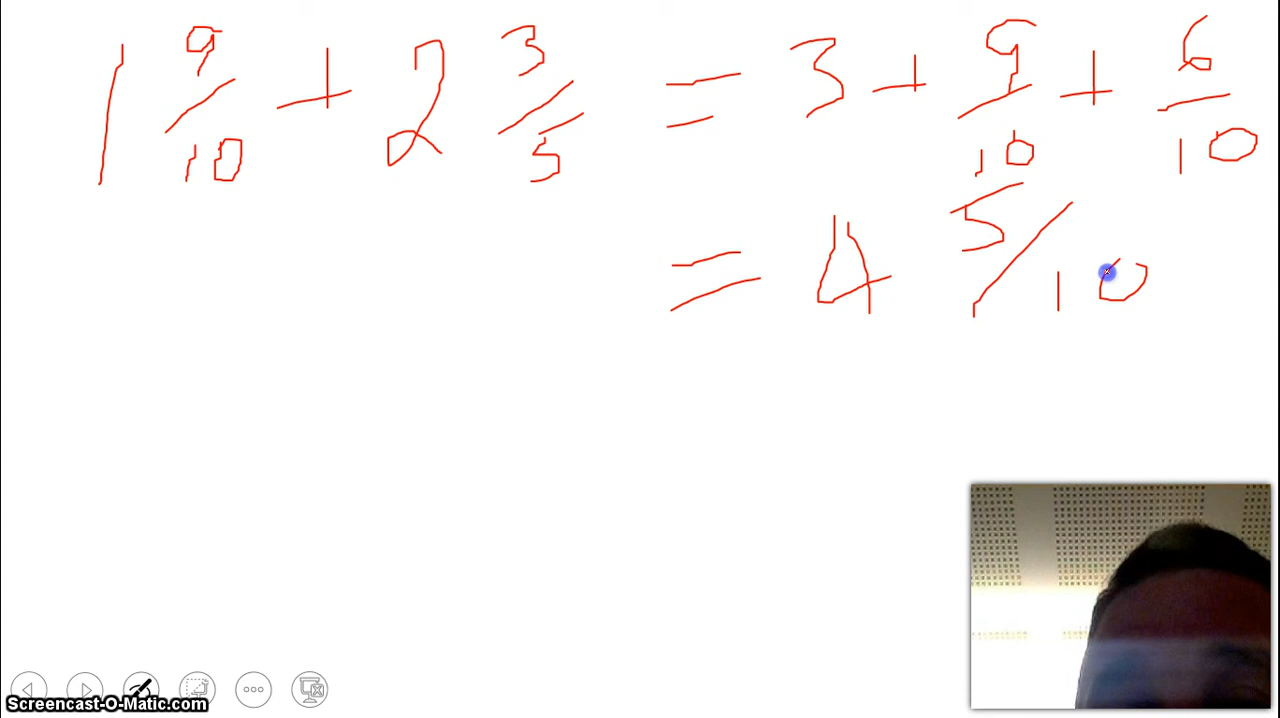 1 9/10 + 2 3/5 = 3 + 9/10 + 6/10
= 4 5/10
Screencast-O-Matic.com